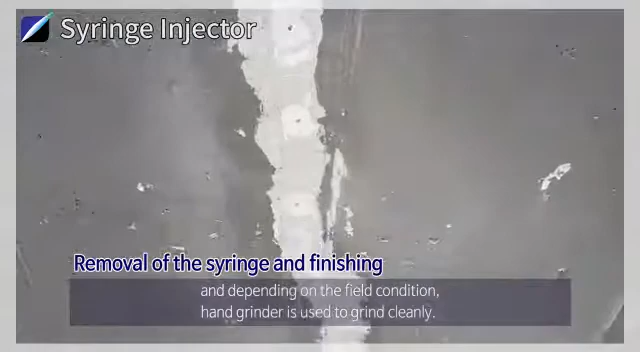 Syringe Injector
Removal of the syringe and finishing
and depending on the field condition,
hand grinder is used to grind cleanly.